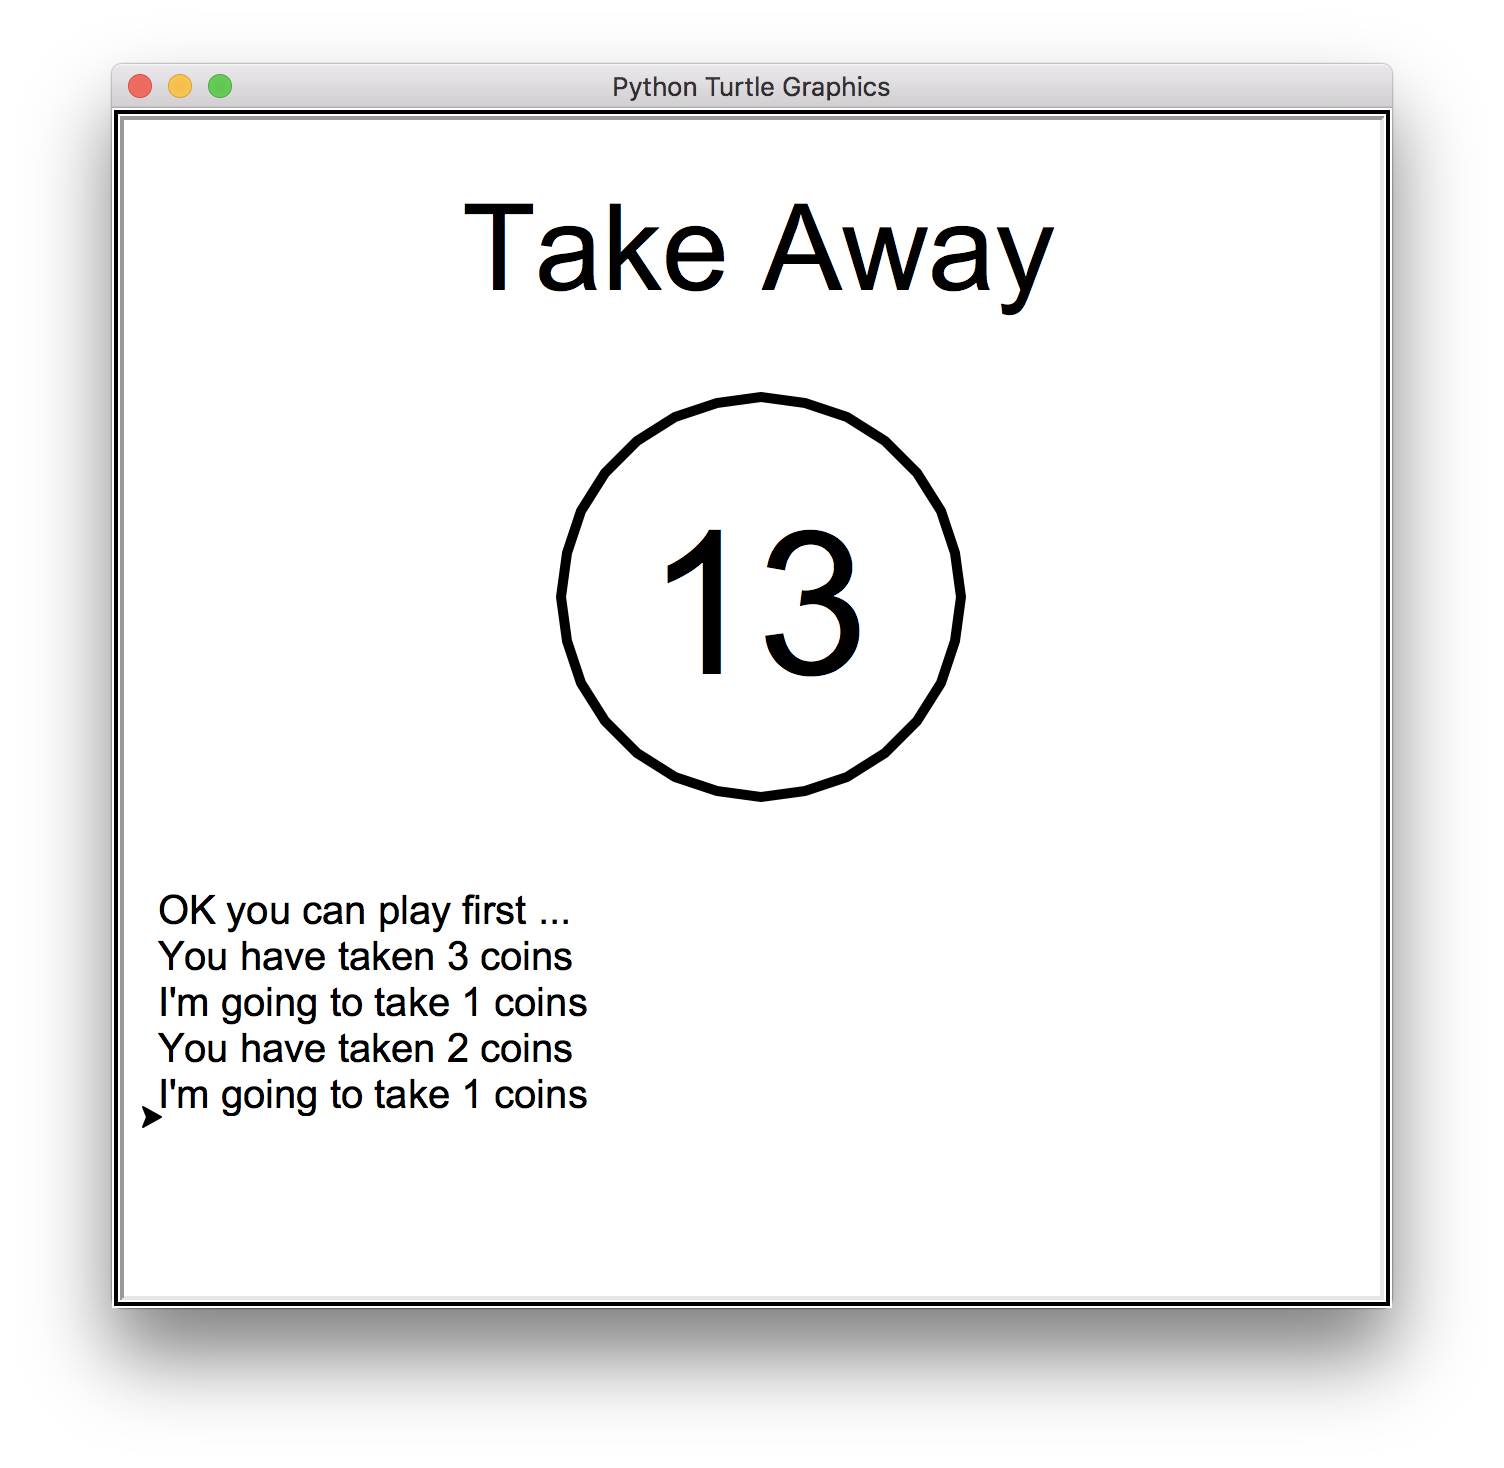 Python Turtle Graphics
Take Away
13
OK you can play first ...
You have taken 3 coins
I'm going to take 1 coins
You have taken 2 coins
I'm going to take 1 coins